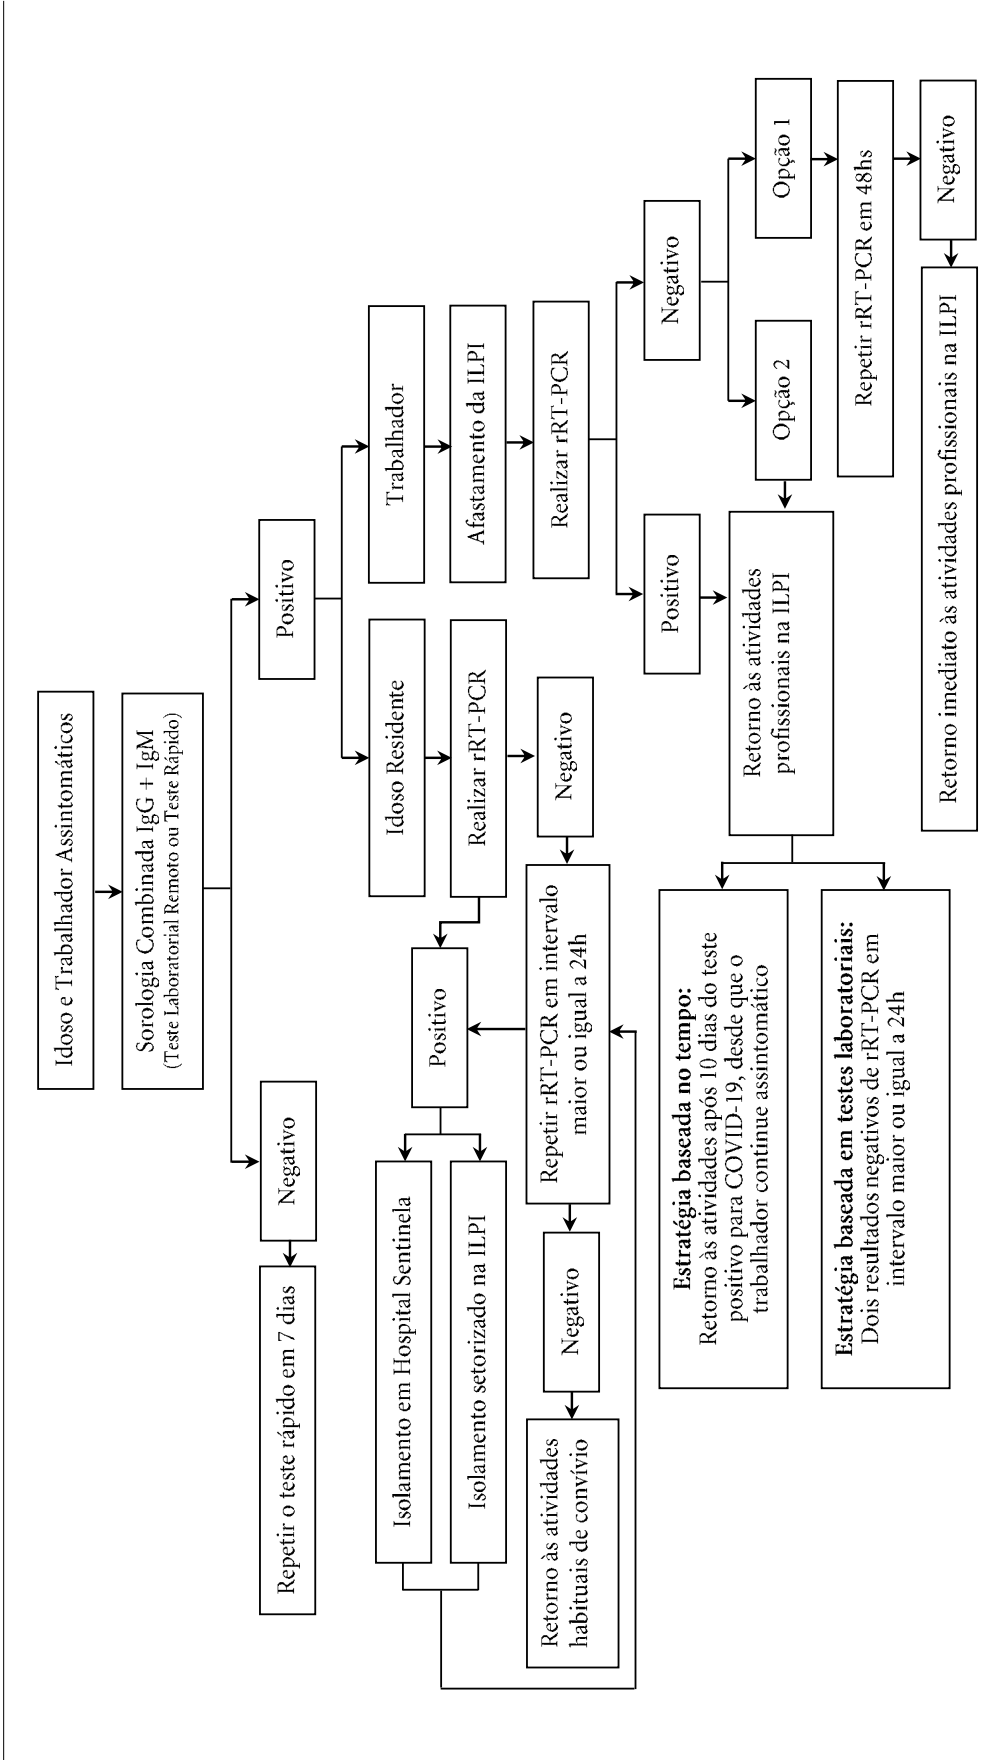 Idoso e Trabalhador Assintomáticos
Sorologia Combinada IgG + IgM
(Teste Laboratorial Remoto ou Teste Rápido)
Negativo
Repetir o teste rápido em 7 dias
Positivo
Idoso Residente
Realizar rRT-PCR
Positivo
Isolamento em Hospital Sentinela
Isolamento setorizado na ILPI
Negativo
Repetir rRT-PCR em intervalo
maior ou igual a 24h
Negativo
Retorno às atividades
habituais de convívio
Trabalhador
Afastamento da ILPI
Realizar rRT-PCR
Positivo
Negativo
Opção 2
Opção 1
Retorno às atividades
profissionais na ILPI
Estratégia baseada no tempo:
Retorno às atividades após 10 dias do teste
positivo para COVID-19, desde que o
trabalhador continue assintomático
Estratégia baseada em testes laboratoriais:
Dois resultados negativos de rRT-PCR em
intervalo maior ou igual a 24h
Repetir rRT-PCR em 48hs
Negativo
Retorno imediato às atividades profissionais na ILPI